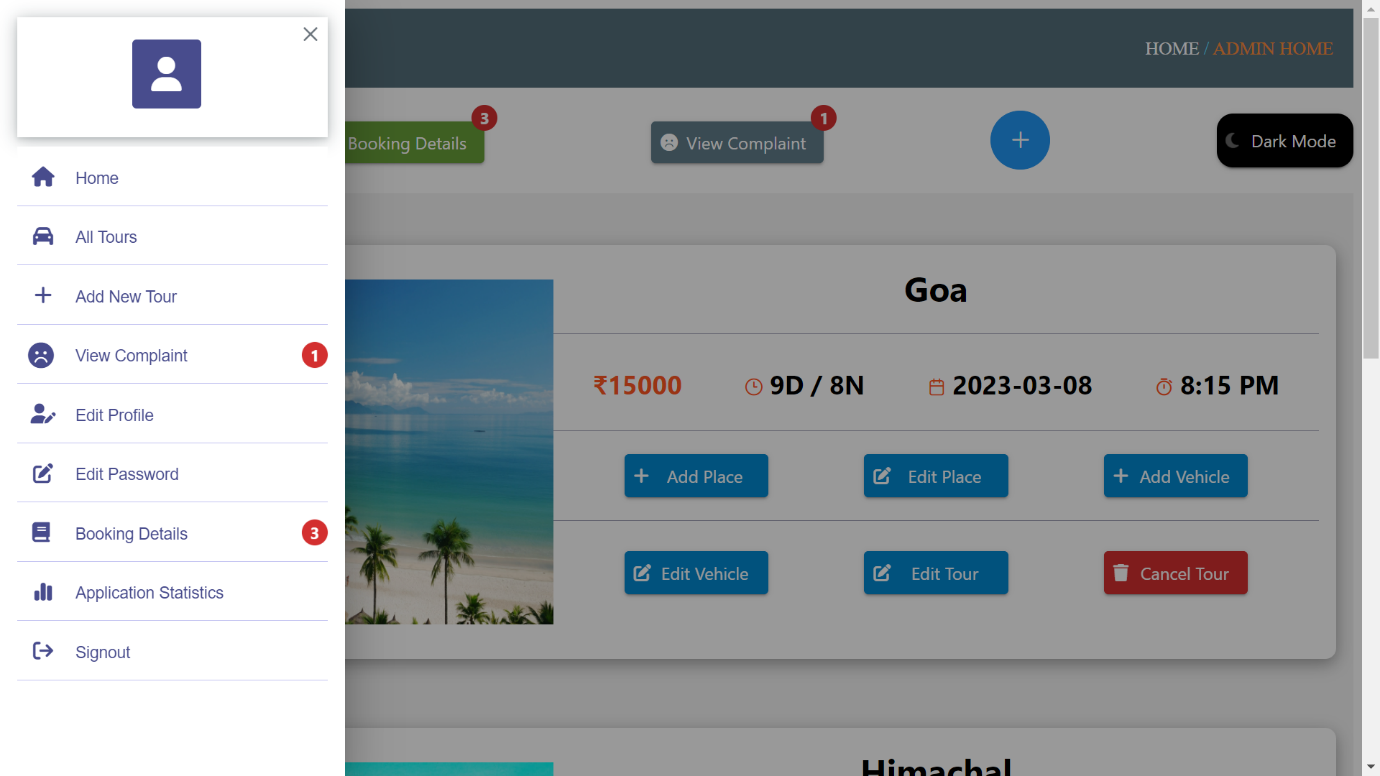 HOME / ADMIN HOME
Home
All Tours
Add New Tour
View Complaint 1
Edit Profile
Edit Password
Booking Details 3
Application Statistics
Signout
Booking Details 3
View Complaint 1
Dark Mode
Goa
₹15000 9D / 8N 2023-03-08 8:15 PM
Add Place Edit Place Add Vehicle
Edit Vehicle Edit Tour Cancel Tour
Himachal